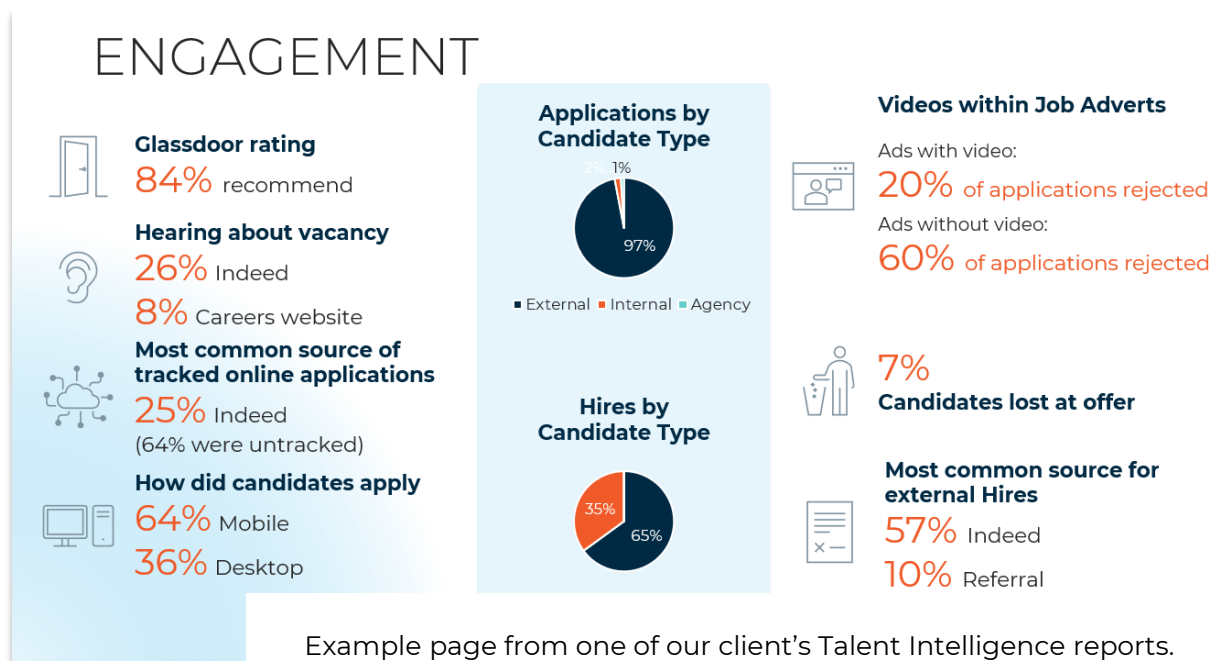 ENGAGEMENT
Glassdoor rating
84% recommend
Hearing about vacancy
26% Indeed
8% Careers website
Most common source of
tracked online applications
25% Indeed
(64% were untracked)
How did candidates apply
64% Mobile
36% Desktop
Applications by
Candidate Type
2% 1%
97%
External Internal Agency
Hires by
Candidate Type
35%
65%
Videos within Job Adverts
Ads with video:
20% of applications rejected
Ads without video:
60% of applications rejected
7%
Candidates lost at offer
Most common source for
external Hires
57% Indeed
10% Referral
Example page from one of our client’s Talent Intelligence reports.